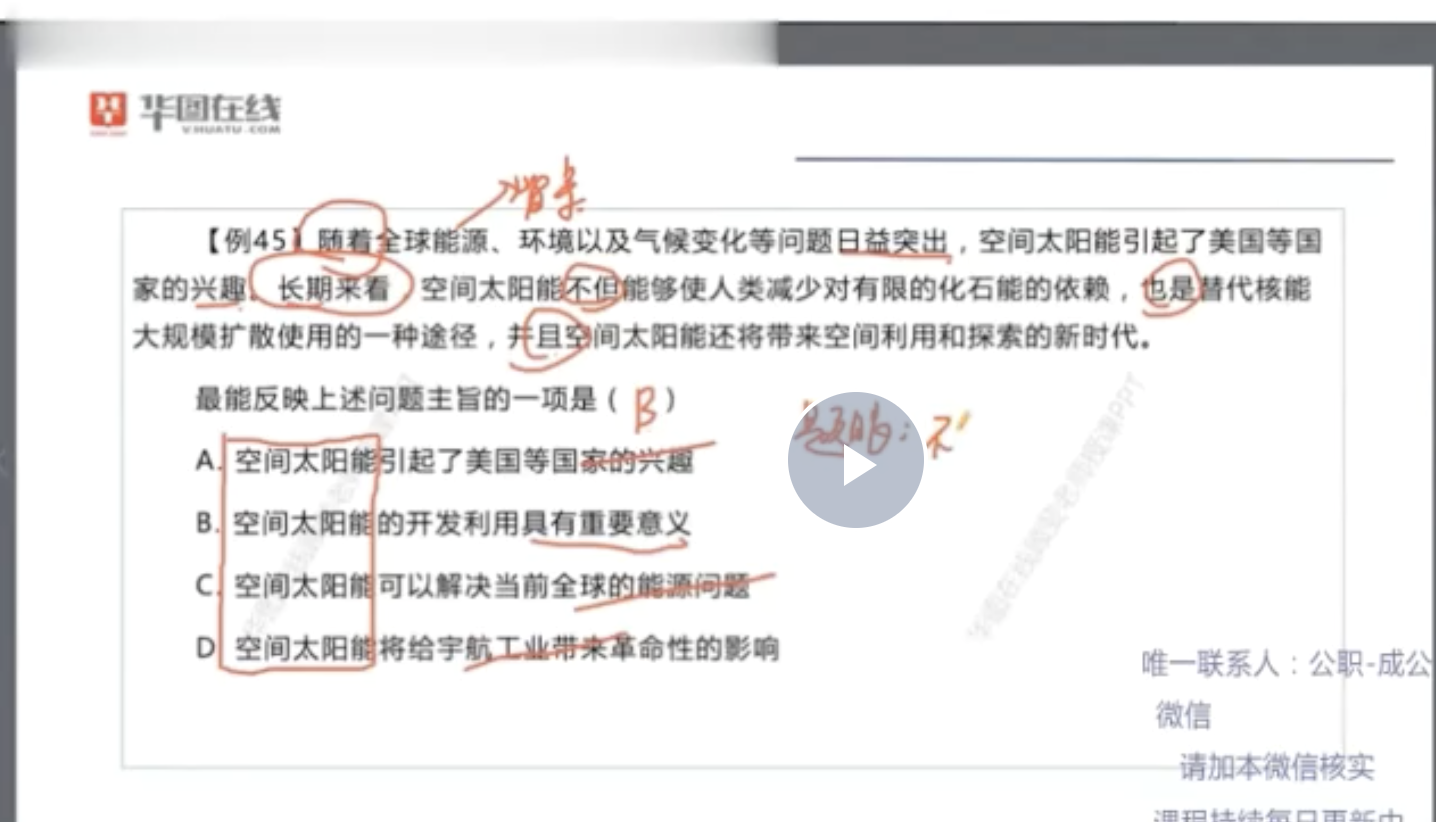 华图在线
V.HUATU.COM
背景
【例45】随着全球能源、环境以及气候变化等问题日益突出，空间太阳能引起了美国等国
家的兴趣。长期来看，空间太阳能不但能够使人类减少对有限的化石能的依赖，也是替代核能
大规模扩散使用的一种途径，并且空间太阳能还将带来空间利用和探索的新时代。
最能反映上述问题主旨的一项是（ B ）
A. 空间太阳能引起了美国等国家的兴趣
B. 空间太阳能的开发利用具有重要意义
C. 空间太阳能可以解决当前全球的能源问题
D. 空间太阳能将给宇航工业带来革命性的影响
唯一联系人：公职-成公
微信
请加本微信核实
课程持续每日更新中